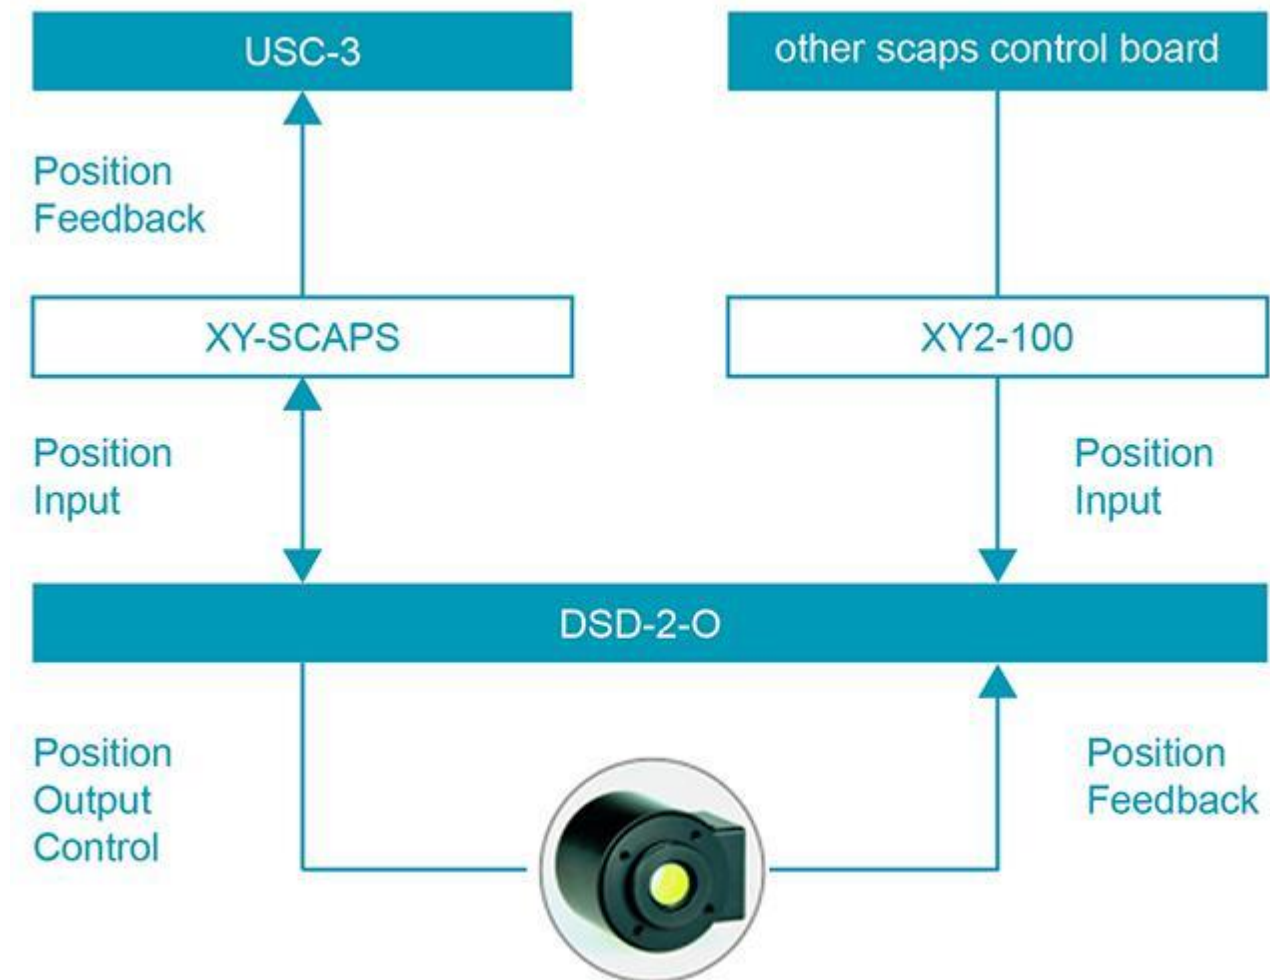 USC-3
other scaps control board
Position
Feedback
XY-SCAPS
XY2-100
Position
Input
Position
Input
DSD-2-O
Position
Output
Control
Position
Feedback